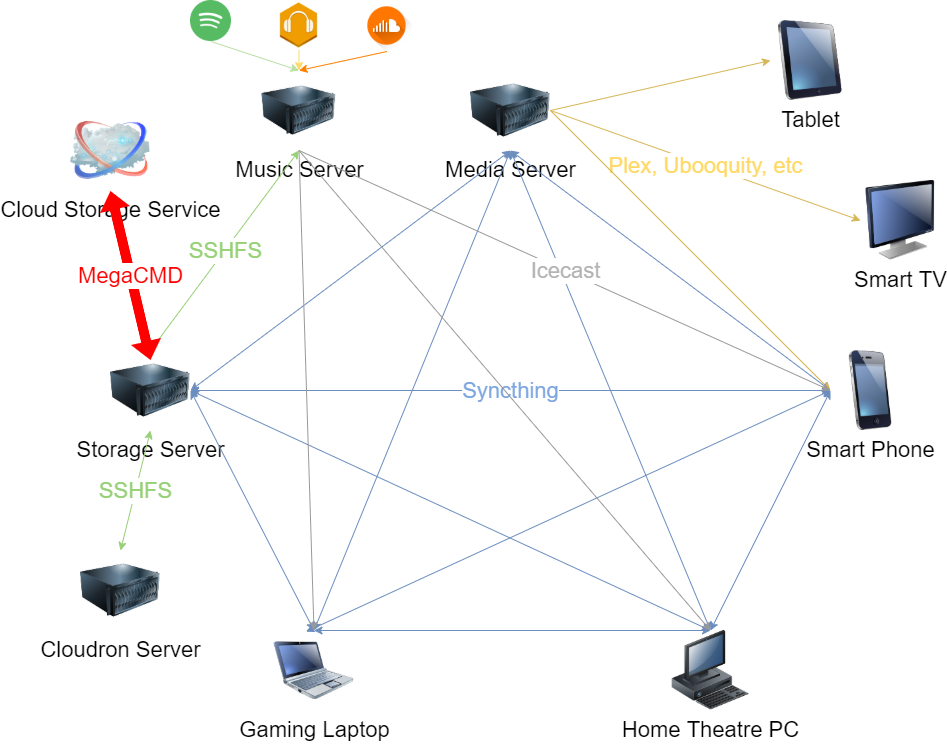 Tablet
Music Server
Media Server
Plex, Ubooquity, etc
Cloud Storage Service
SSHFS
MegaCMD
Icecast
Smart TV
Syncthing
Storage Server
Smart Phone
SSHFS
Cloudron Server
Gaming Laptop
Home Theatre PC